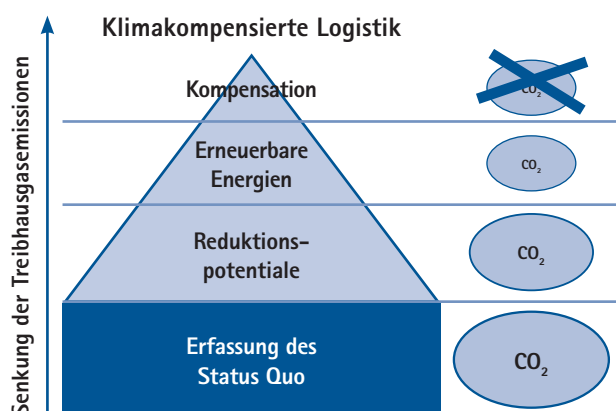 Klimakompensierte Logistik
Senkung der Treibhausgasemissionen
Kompensation
CO₂
Erneuerbare
Energien
CO₂
Reduktions-
potentiale
CO₂
Erfassung des
Status Quo
CO₂